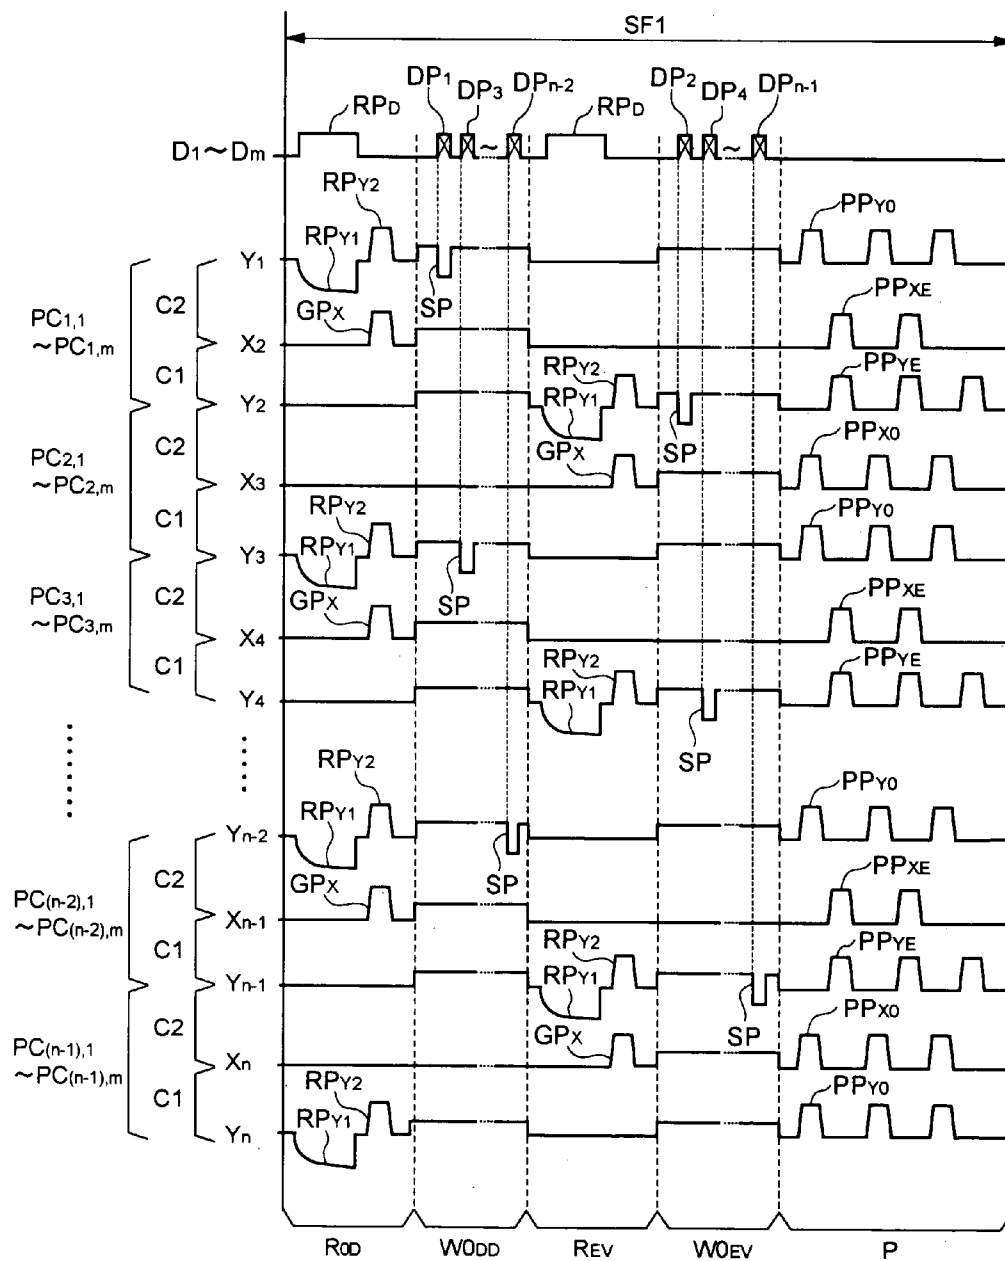 SF1
DP1 DP3 DPn-2 DP2 DP4 DPn-1
RPD RPD
D1～Dm ～ ～
RPY2 PPY0
RPY1
Y1
SP
PC1,1
～PC1,m
C2
GPX PPXE
X2
C1
RPY2 PPYE
RPY1
Y2
SP
PC2,1
～PC2,m
C2
GPX PPX0
X3
C1
RPY2 PPY0
RPY1
Y3
SP
PC3,1
～PC3,m
C2
GPX PPXE
X4
C1
RPY2 PPYE
RPY1
Y4
SP
RPY2 PPY0
RPY1
Yn-2
SP
PC(n-2),1
～PC(n-2),m
C2
GPX PPXE
Xn-1
C1
RPY2 PPYE
RPY1
Yn-1
SP
PC(n-1),1
～PC(n-1),m
C2
GPX PPX0
Xn
C1
RPY2 PPY0
RPY1
Yn
ROD WODD REV WOEV P